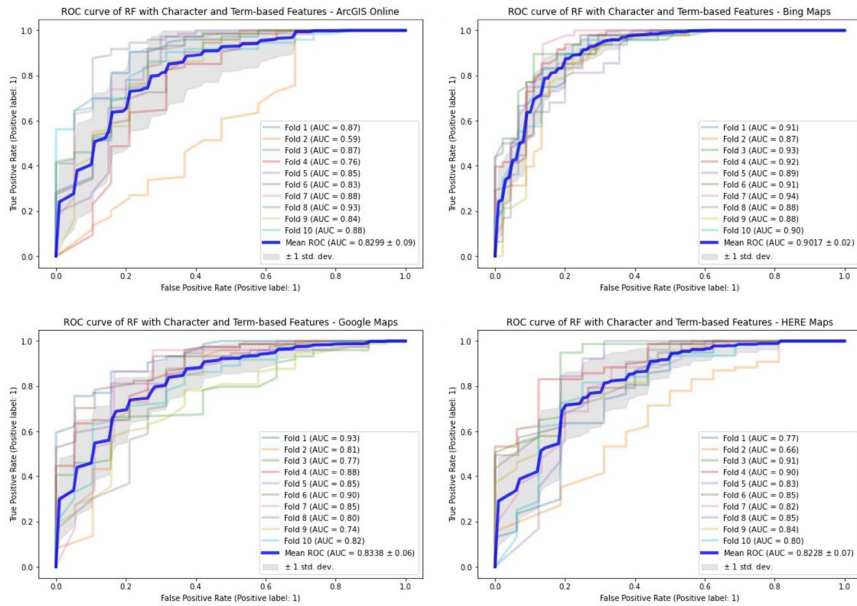 ROC curve of RF with Character and Term-based Features - ArcGIS Online
True Positive Rate (Positive label: 1)
1.0
0.8
0.6
0.4
0.2
0.0
Fold 1 (AUC = 0.87)
Fold 2 (AUC = 0.59)
Fold 3 (AUC = 0.87)
Fold 4 (AUC = 0.76)
Fold 5 (AUC = 0.85)
Fold 6 (AUC = 0.83)
Fold 7 (AUC = 0.88)
Fold 8 (AUC = 0.93)
Fold 9 (AUC = 0.84)
Fold 10 (AUC = 0.88)
Mean ROC (AUC = 0.8299 ± 0.09)
± 1 std. dev.
0.0 0.2 0.4 0.6 0.8 1.0
False Positive Rate (Positive label: 1)
ROC curve of RF with Character and Term-based Features - Bing Maps
True Positive Rate (Positive label: 1)
1.0
0.8
0.6
0.4
0.2
0.0
Fold 1 (AUC = 0.91)
Fold 2 (AUC = 0.87)
Fold 3 (AUC = 0.93)
Fold 4 (AUC = 0.92)
Fold 5 (AUC = 0.89)
Fold 6 (AUC = 0.91)
Fold 7 (AUC = 0.94)
Fold 8 (AUC = 0.88)
Fold 9 (AUC = 0.88)
Fold 10 (AUC = 0.90)
Mean ROC (AUC = 0.9017 ± 0.02)
± 1 std. dev.
0.0 0.2 0.4 0.6 0.8 1.0
False Positive Rate (Positive label: 1)
ROC curve of RF with Character and Term-based Features - Google Maps
True Positive Rate (Positive label: 1)
1.0
0.8
0.6
0.4
0.2
0.0
Fold 1 (AUC = 0.93)
Fold 2 (AUC = 0.81)
Fold 3 (AUC = 0.77)
Fold 4 (AUC = 0.88)
Fold 5 (AUC = 0.85)
Fold 6 (AUC = 0.90)
Fold 7 (AUC = 0.85)
Fold 8 (AUC = 0.80)
Fold 9 (AUC = 0.74)
Fold 10 (AUC = 0.82)
Mean ROC (AUC = 0.8338 ± 0.06)
± 1 std. dev.
0.0 0.2 0.4 0.6 0.8 1.0
False Positive Rate (Positive label: 1)
ROC curve of RF with Character and Term-based Features - HERE Maps
True Positive Rate (Positive label: 1)
1.0
0.8
0.6
0.4
0.2
0.0
Fold 1 (AUC = 0.77)
Fold 2 (AUC = 0.66)
Fold 3 (AUC = 0.91)
Fold 4 (AUC = 0.90)
Fold 5 (AUC = 0.83)
Fold 6 (AUC = 0.85)
Fold 7 (AUC = 0.82)
Fold 8 (AUC = 0.85)
Fold 9 (AUC = 0.84)
Fold 10 (AUC = 0.80)
Mean ROC (AUC = 0.8228 ± 0.07)
± 1 std. dev.
0.0 0.2 0.4 0.6 0.8 1.0
False Positive Rate (Positive label: 1)